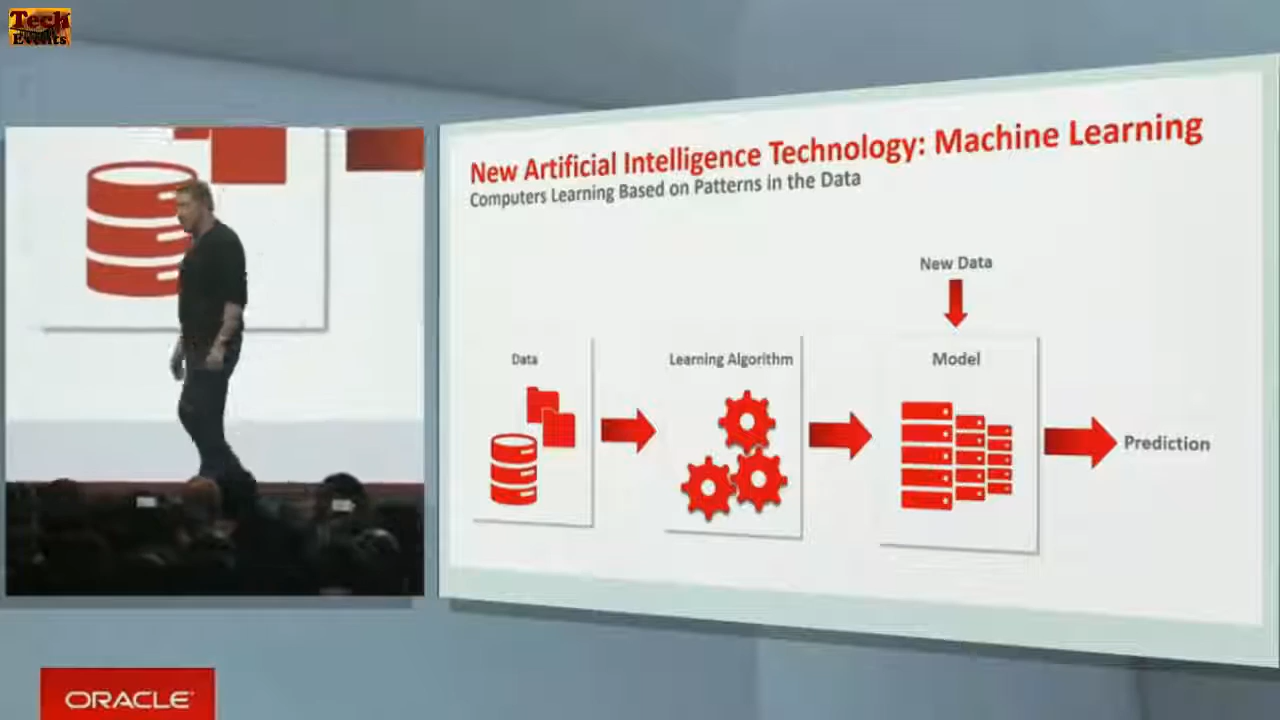 Tech
Events
New Artificial Intelligence Technology: Machine Learning
Computers Learning Based on Patterns in the Data
New Data
Data
Learning Algorithm
Model
Prediction
ORACLE